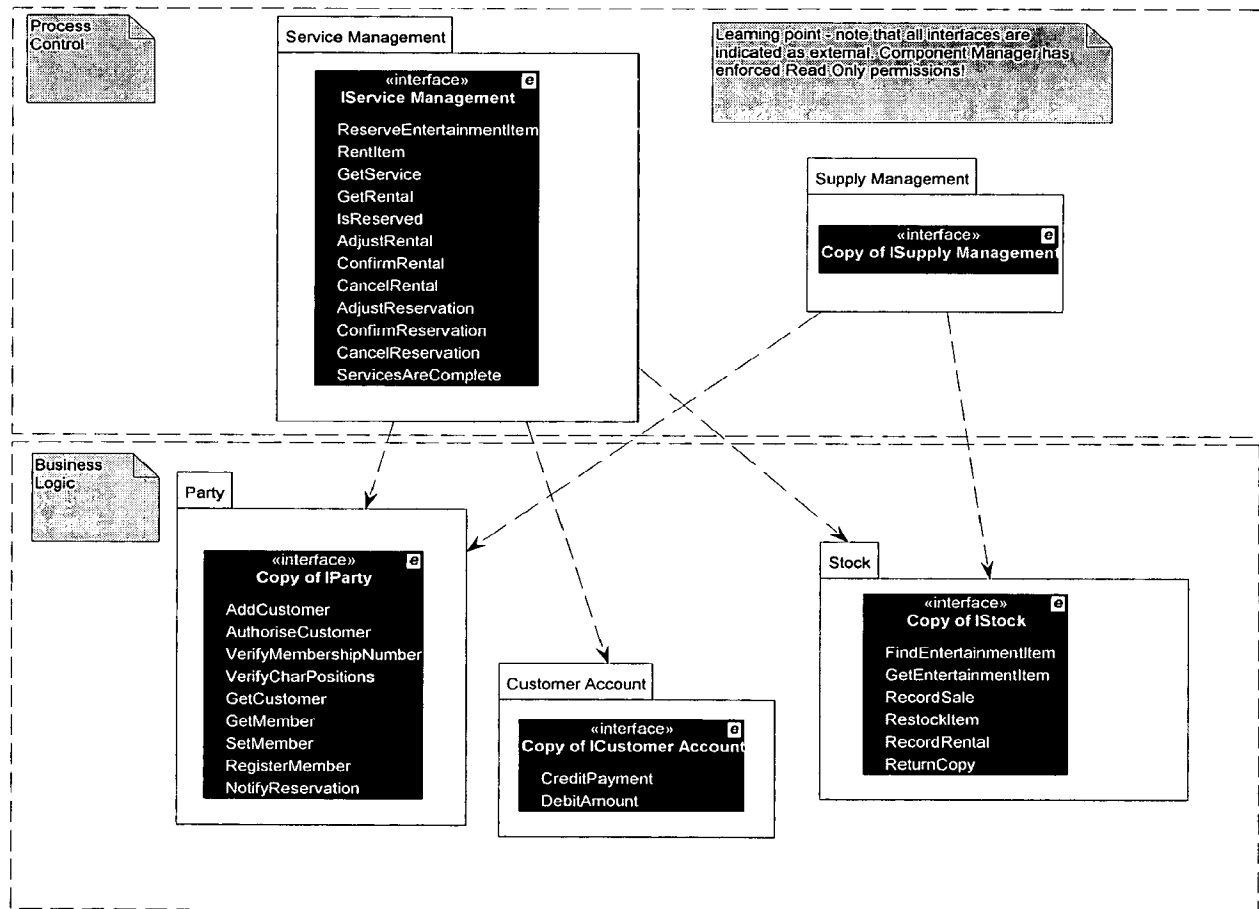 Process
Control
Service Management
«interface»
e
IService Management
ReserveEntertainmentItem
RentItem
GetService
GetRental
IsReserved
AdjustRental
ConfirmRental
CancelRental
AdjustReservation
ConfirmReservation
CancelReservation
ServicesAreComplete
Learning point - note that all interfaces are
indicated as external. Component Manager has
enforced Read Only permissions!
Supply Management
«interface»
e
Copy of ISupply Management
Business
Logic
Party
«interface»
e
Copy of IParty
AddCustomer
AuthoriseCustomer
VerifyMembershipNumber
VerifyCharPositions
GetCustomer
GetMember
SetMember
RegisterMember
NotifyReservation
Customer Account
«interface»
e
Copy of ICustomer Account
CreditPayment
DebitAmount
Stock
«interface»
e
Copy of IStock
FindEntertainmentItem
GetEntertainmentItem
RecordSale
RestockItem
RecordRental
ReturnCopy